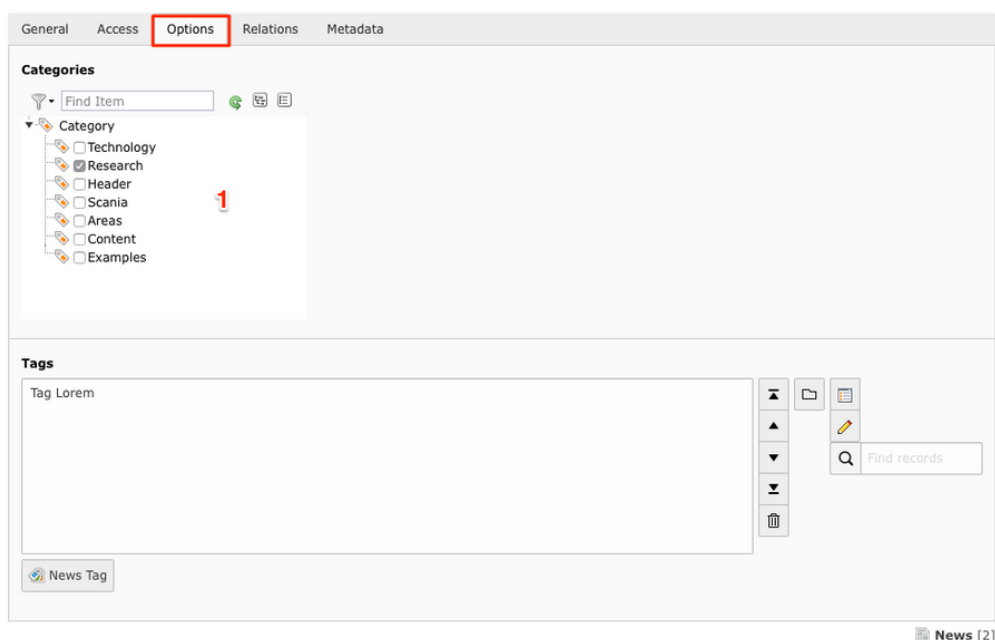 General Access Options Relations Metadata
Categories
Find Item
Category
Technology
Research
Header
Scania
1
Areas
Content
Examples
Tags
Tag Lorem
Find records
News Tag
News [2]